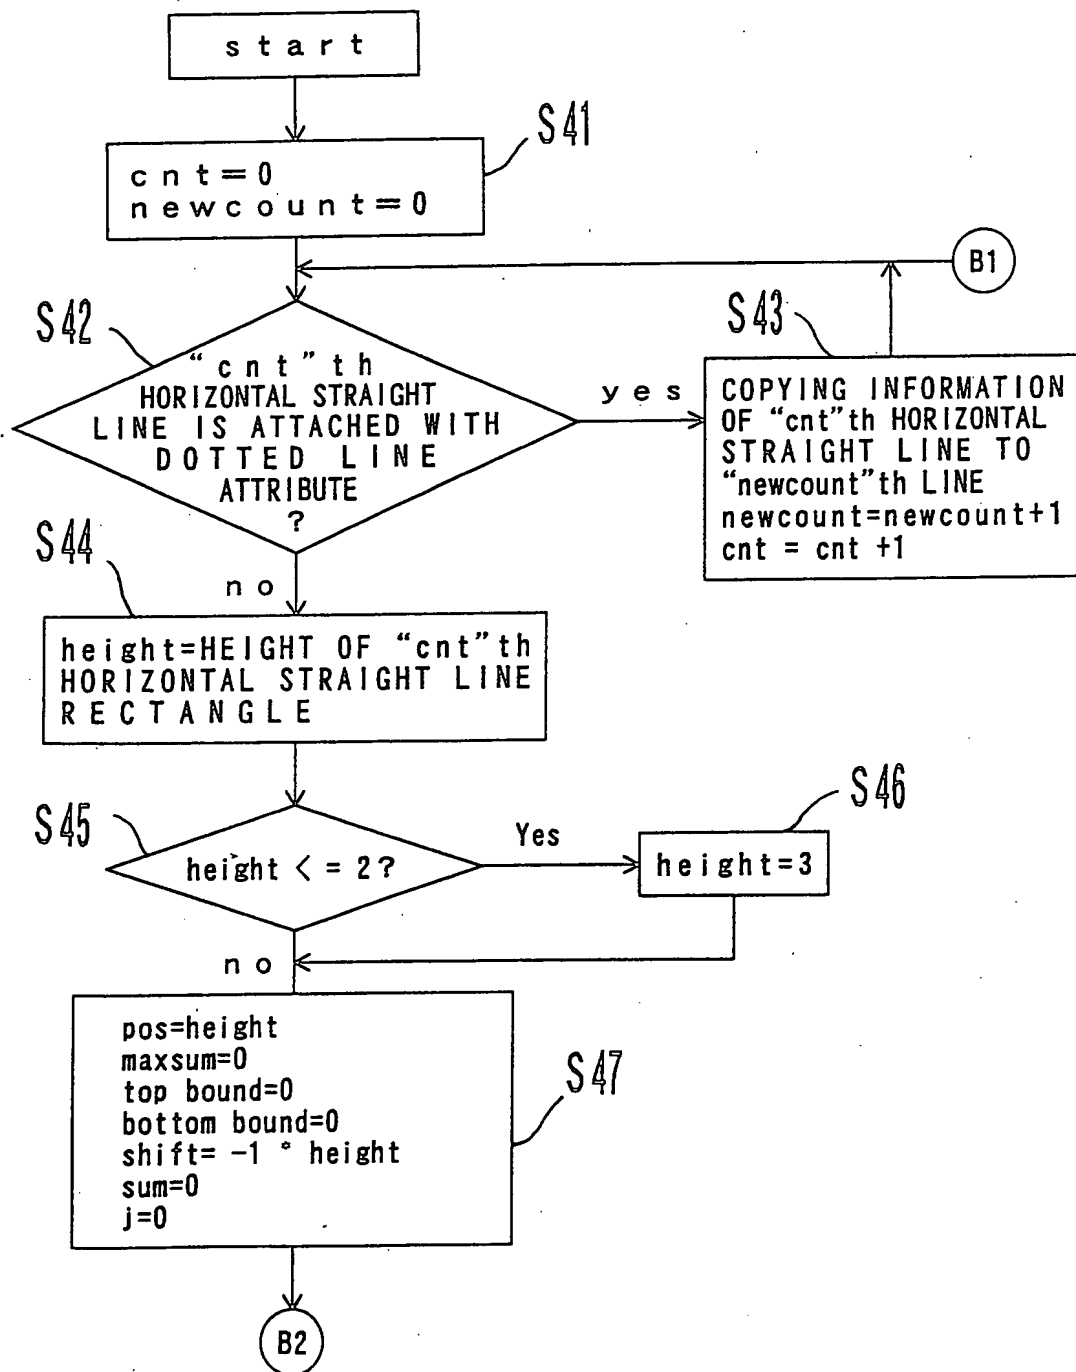 start
S41
cnt=0
newcount=0
B1
S42
S43
"cnt"th
HORIZONTAL STRAIGHT
LINE IS ATTACHED WITH
DOTTED LINE
ATTRIBUTE
?
yes
COPYING INFORMATION
OF "cnt"th HORIZONTAL
STRAIGHT LINE TO
"newcount"th LINE
newcount=newcount+1
cnt = cnt +1
S44
no
height=HEIGHT OF "cnt"th
HORIZONTAL STRAIGHT LINE
RECTANGLE
S45
height < = 2?
Yes
S46
height=3
no
S47
pos=height
maxsum=0
top bound=0
bottom bound=0
shift= -1 * height
sum=0
j=0
B2